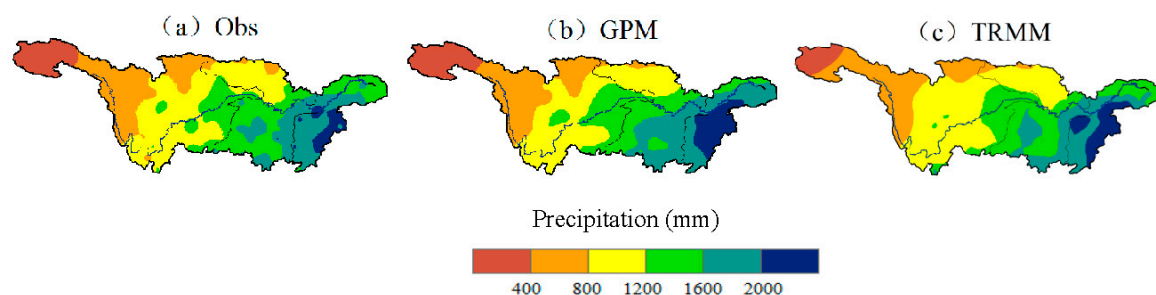 （a）Obs
（b）GPM
（c）TRMM
Precipitation (mm)
400 800 1200 1600 2000